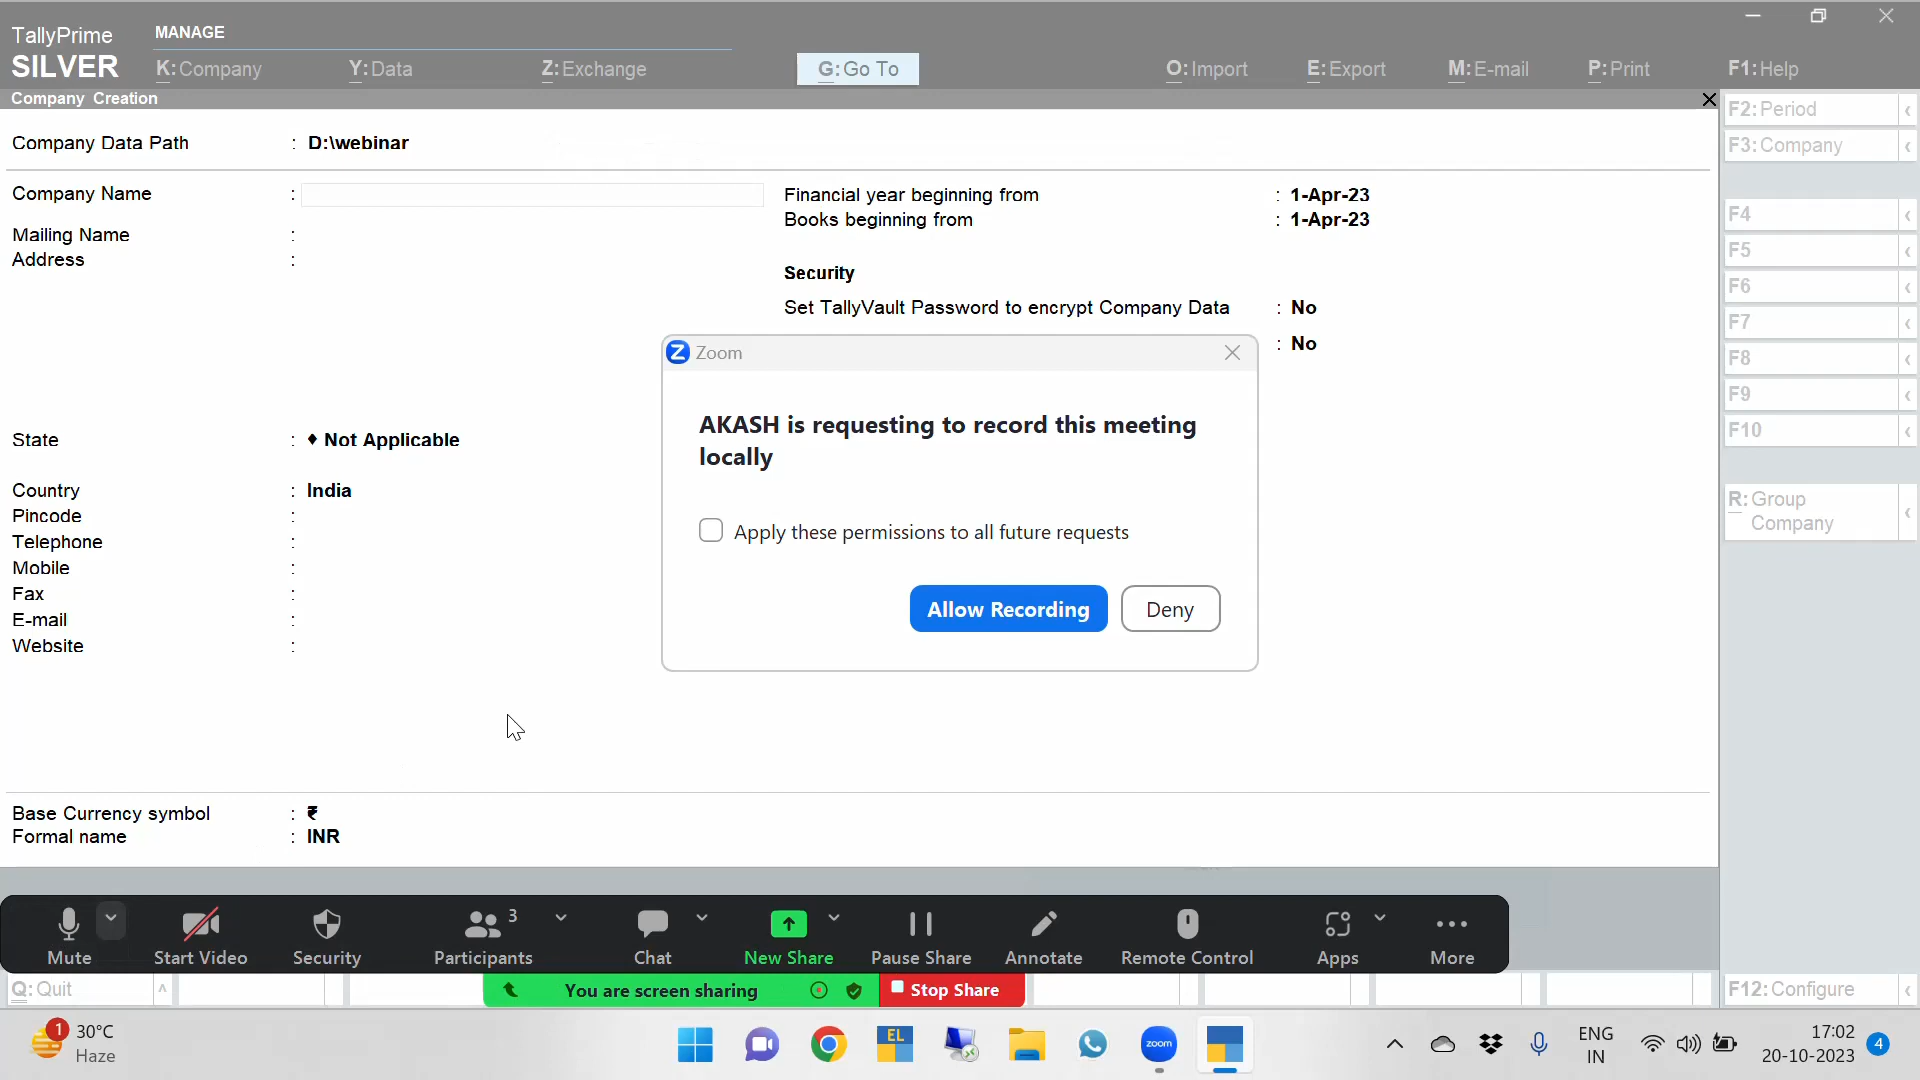 TallyPrime
SILVER
MANAGE
K: Company
Y: Data
Z: Exchange
G: Go To
O: Import
E: Export
M: E-mail
P: Print
F1: Help
Company Creation
Company Data Path : D:\webinar
Company Name :
Mailing Name :
Address :
State : ♦ Not Applicable
Country : India
Pincode :
Telephone :
Mobile :
Fax :
E-mail :
Website :
Financial year beginning from : 1-Apr-23
Books beginning from : 1-Apr-23
Security
Set TallyVault Password to encrypt Company Data : No
: No
Zoom
AKASH is requesting to record this meeting
locally
Apply these permissions to all future requests
Allow Recording
Deny
Base Currency symbol : ₹
Formal name : INR
F2: Period
F3: Company
F4
F5
F6
F7
F8
F9
F10
R: Group
Company
F12: Configure
Mute
Start Video
Security
Participants 3
Chat
New Share
Pause Share
Annotate
Remote Control
Apps
More
Q: Quit
You are screen sharing
Stop Share
1
30°C
Haze
EL
zoom
ENG
IN
17:02
20-10-2023
4